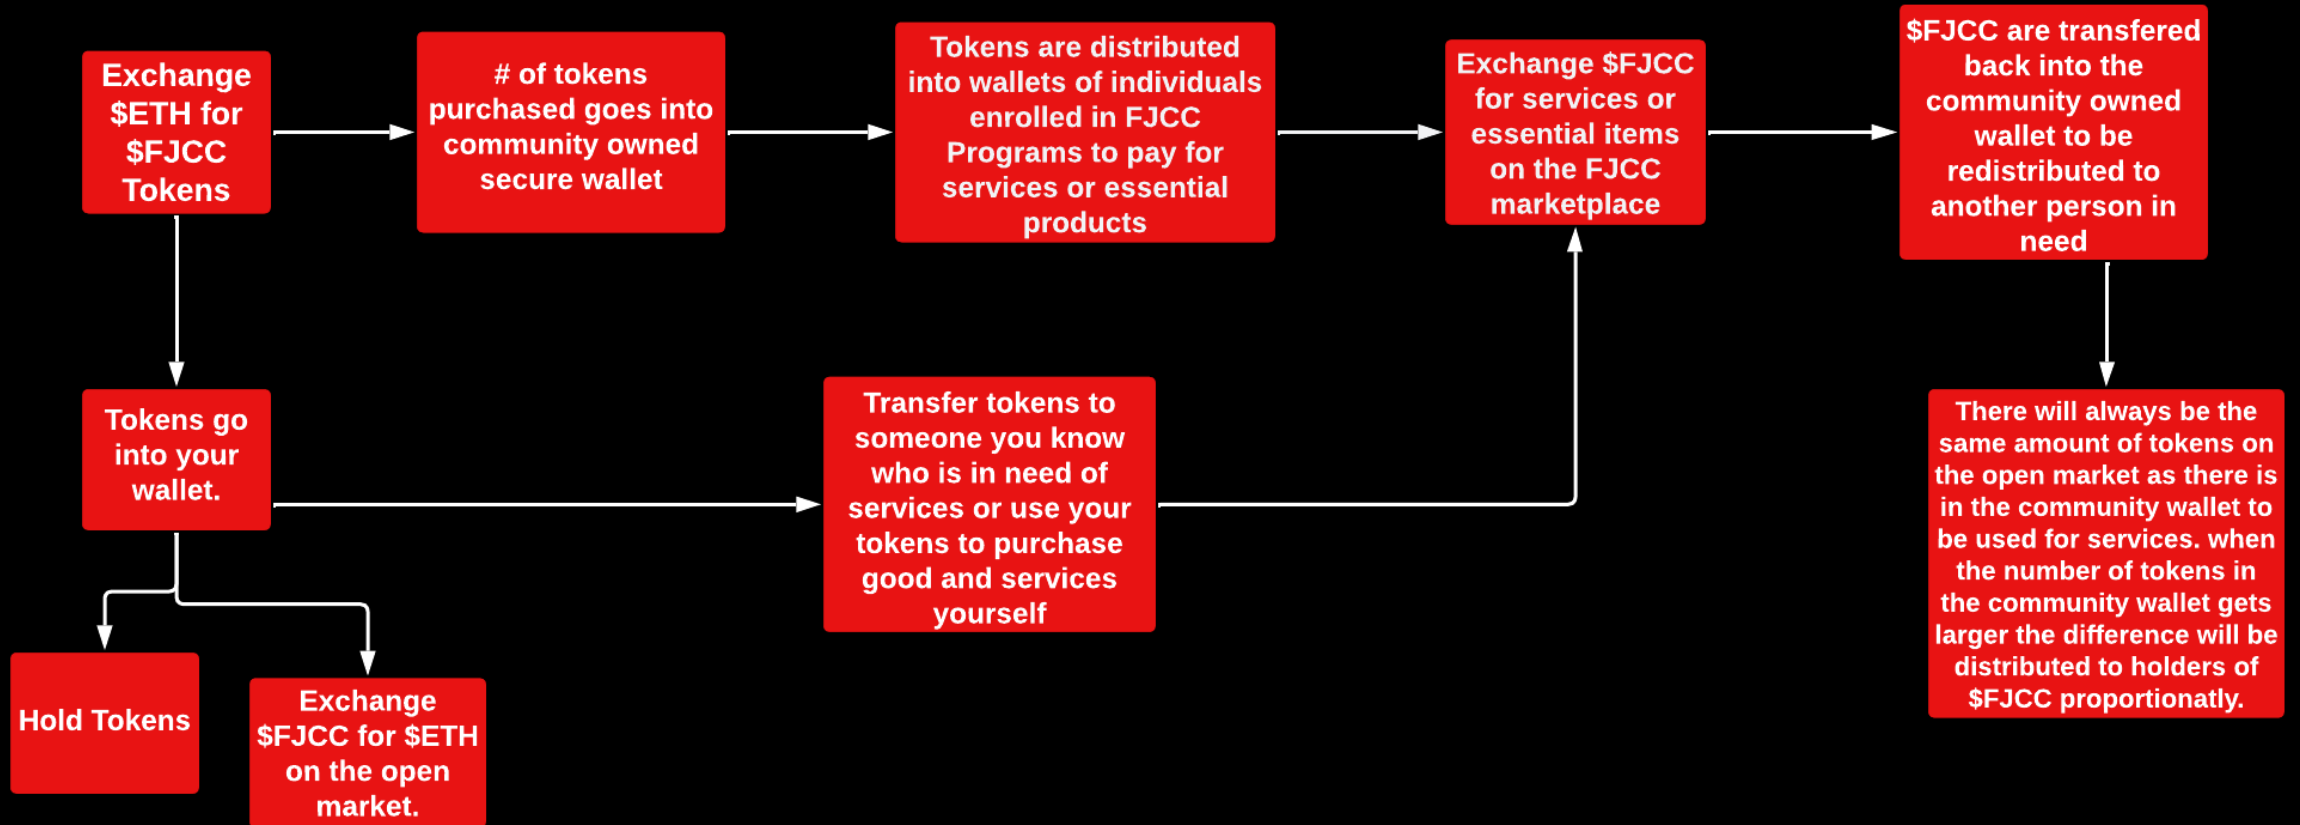 Exchange
$ETH for
$FJCC
Tokens
# of tokens
purchased goes into
community owned
secure wallet
Tokens are distributed
into wallets of individuals
enrolled in FJCC
Programs to pay for
services or essential
products
Exchange $FJCC
for services or
essential items
on the FJCC
marketplace
$FJCC are transfered
back into the
community owned
wallet to be
redistributed to
another person in
need
Tokens go
into your
wallet.
Transfer tokens to
someone you know
who is in need of
services or use your
tokens to purchase
good and services
yourself
There will always be the
same amount of tokens on
the open market as there is
in the community wallet to
be used for services. when
the number of tokens in
the community wallet gets
larger the difference will be
distributed to holders of
$FJCC proportionatly.
Hold Tokens
Exchange
$FJCC for $ETH
on the open
market.